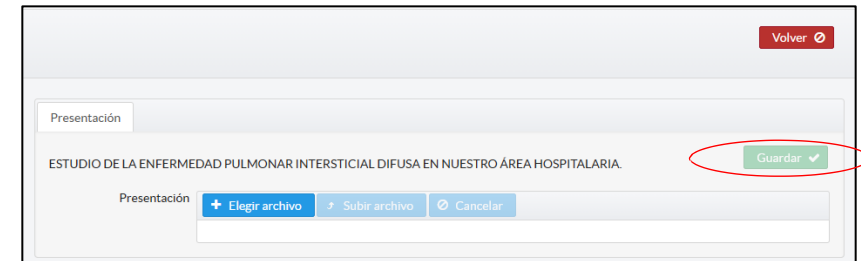 Volver
Presentación
ESTUDIO DE LA ENFERMEDAD PULMONAR INTERSTICIAL DIFUSA EN NUESTRO ÁREA HOSPITALARIA.
Guardar
Presentación
Elegir archivo
Subir archivo
Cancelar